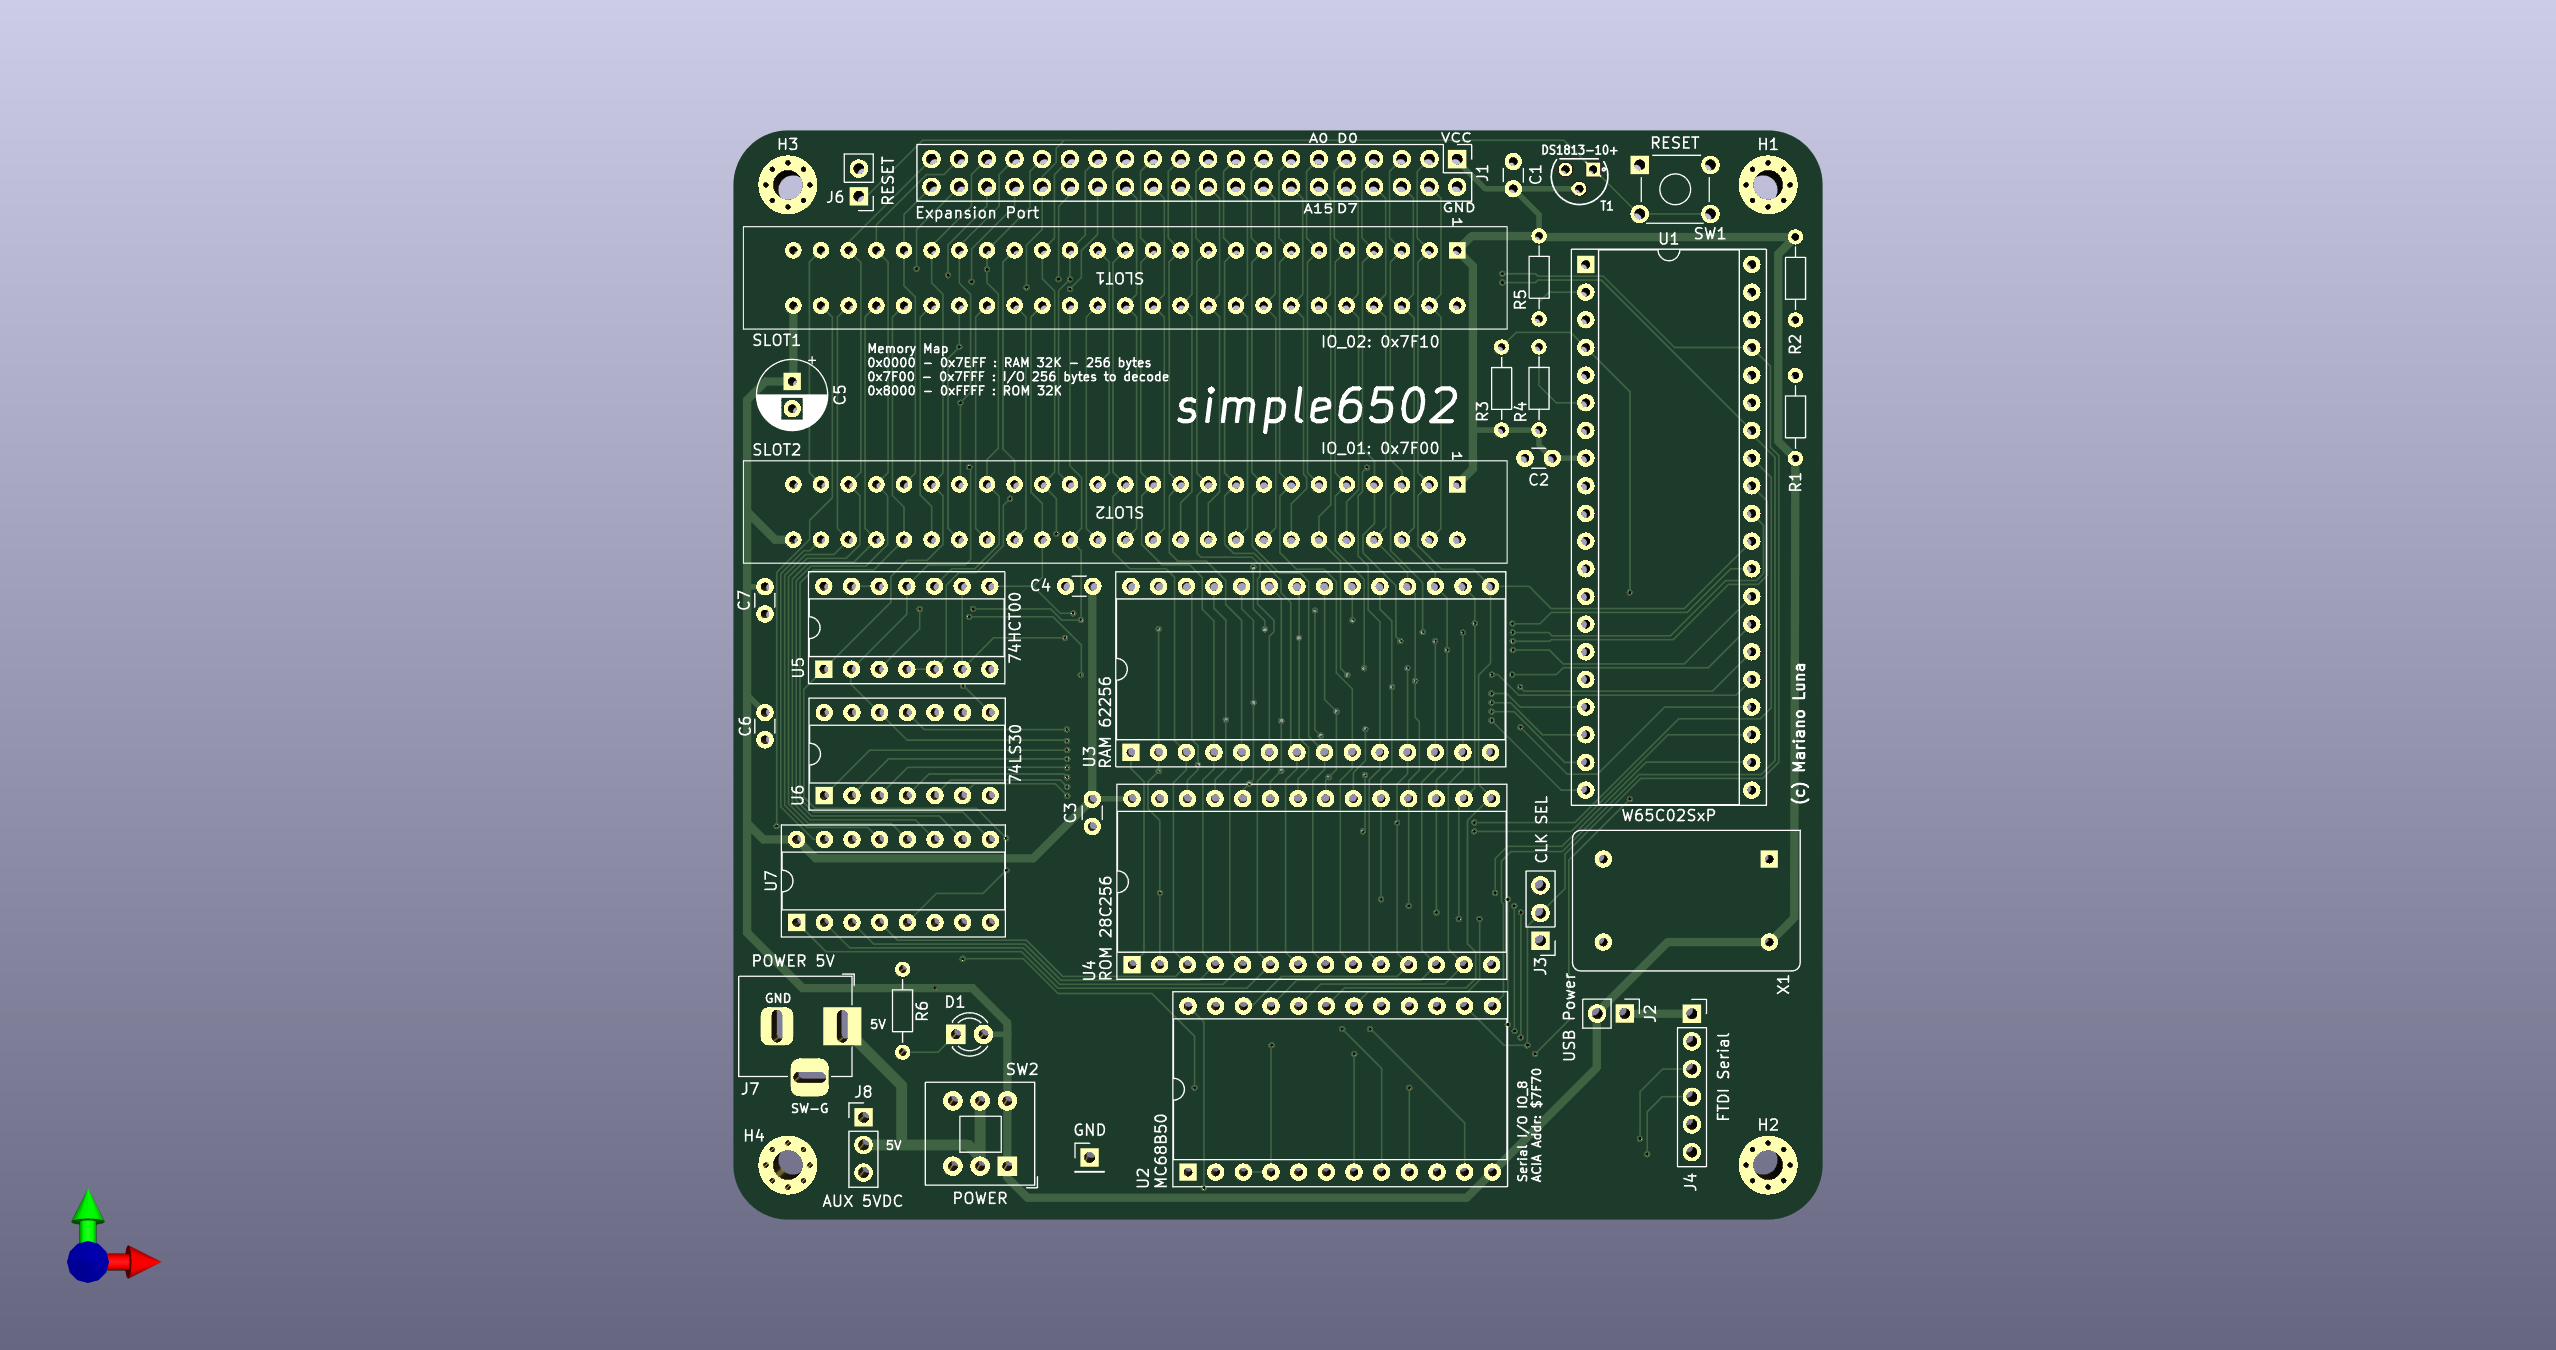 H3
J6
RESET
A0 D0
VCC
J1
C1
DS1813-10+
T1
RESET
SW1
H1
Expansion Port
A15 D7
GND
1
U1
SLOT1
SLOT1
IO_02: 0x7F10
R5
R2
Memory Map
0x0000 - 0x7EFF : RAM 32K - 256 bytes
0x7F00 - 0x7FFF : I/O 256 bytes to decode
0x8000 - 0xFFFF : ROM 32K
+
C5
simple6502
R3
R4
SLOT2
IO_01: 0x7F00
1
C2
R1
SLOT2
C7
C4
U5
74HCT00
U3
RAM 62256
C6
U6
74LS30
C3
(c) Mariano Luna
W65C02SxP
CLK SEL
U7
U4
ROM 28C256
J3
X1
POWER 5V
GND
5V
R6
D1
USB Power
J2
FTDI Serial
J7
SW-G
J8
SW2
H4
5V
GND
U2
MC68B50
Serial I/O IO_8
ACIA Addr: $7F70
H2
J4
AUX 5VDC
POWER